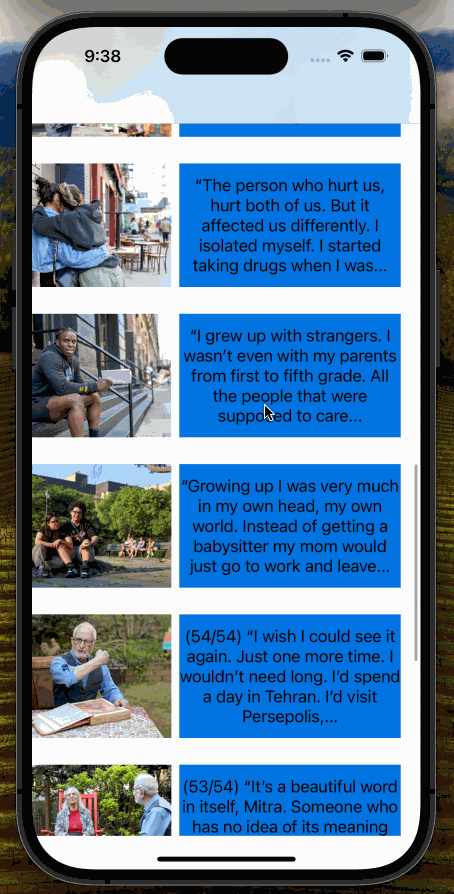 9:38
“The person who hurt us,
hurt both of us. But it
affected us differently. I
isolated myself. I started
taking drugs when I was...
“I grew up with strangers. I
wasn’t even with my parents
from first to fifth grade. All
the people that were
supposed to care...
“Growing up I was very much
in my own head, my own
world. Instead of getting a
babysitter my mom would
just go to work and leave...
(54/54) “I wish I could see it
again. Just one more time. I
wouldn’t need long. I’d spend
a day in Tehran. I’d visit
Persepolis,...
(53/54) “It’s a beautiful word
in itself, Mitra. Someone who
has no idea of its meaning